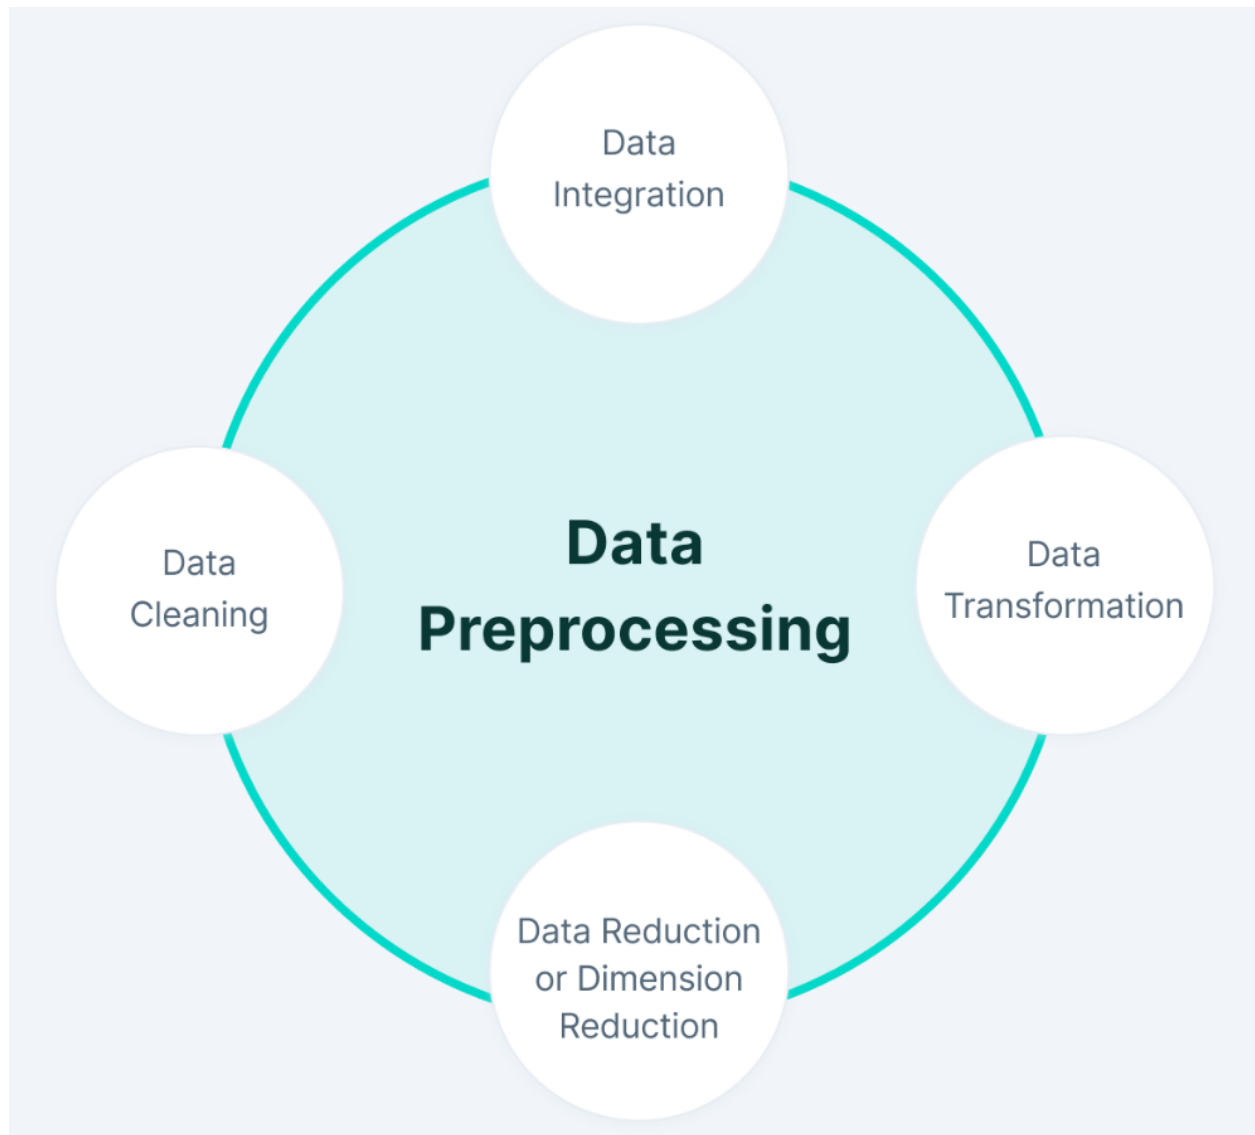 Data
Integration
Data
Cleaning
Data
Preprocessing
Data
Transformation
Data Reduction
or Dimension
Reduction